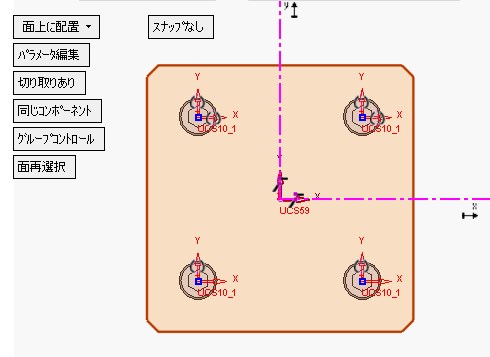 y
面上に配置
スナップなし
パラメータ編集
切り取りあり
同じコンポーネント
グループコントロール
面再選択
Y
X
UCS10_1
Y
X
UCS10_1
Y
X
UCS59
x
Y
X
UCS10_1
Y
X
UCS10_1